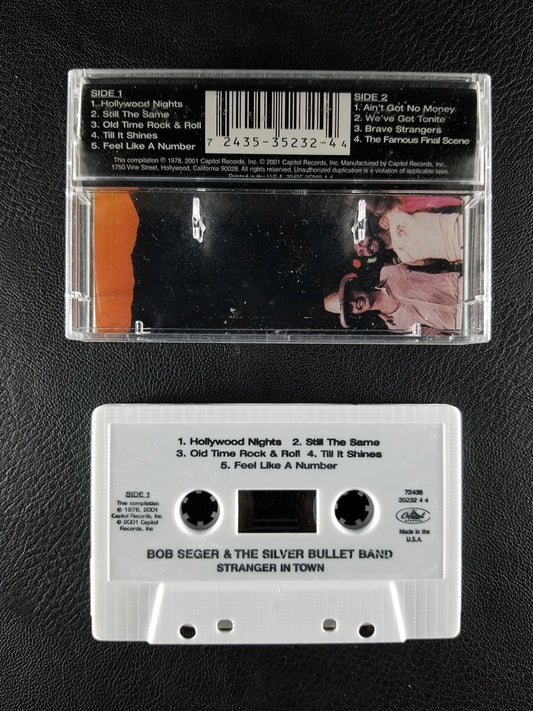 SIDE 1
1. Hollywood Nights
2. Still The Same
3. Old Time Rock & Roll
4. Till It Shines
5. Feel Like A Number
7 2435-35232-4 4
SIDE 2
1. Ain't Got No Money
2. We've Got Tonite
3. Brave Strangers
4. The Famous Final Scene
This compilation ℗ 1978, 2001 Capitol Records, Inc. © 2001 Capitol Records, Inc. Manufactured by Capitol Records, Inc.
1750 Vine Street, Hollywood, California 90028. All rights reserved. Unauthorized duplication is a violation of applicable laws.
Printed in the U.S.A.
1. Hollywood Nights 2. Still The Same
3. Old Time Rock & Roll 4. Till It Shines
5. Feel Like A Number
SIDE 1
This compilation
℗ 1978, 2001
Capitol Records, Inc.
© 2001 Capitol
Records, Inc.
72435
35232 4 4
Capitol
Made in the
U.S.A.
BOB SEGER & THE SILVER BULLET BAND
STRANGER IN TOWN